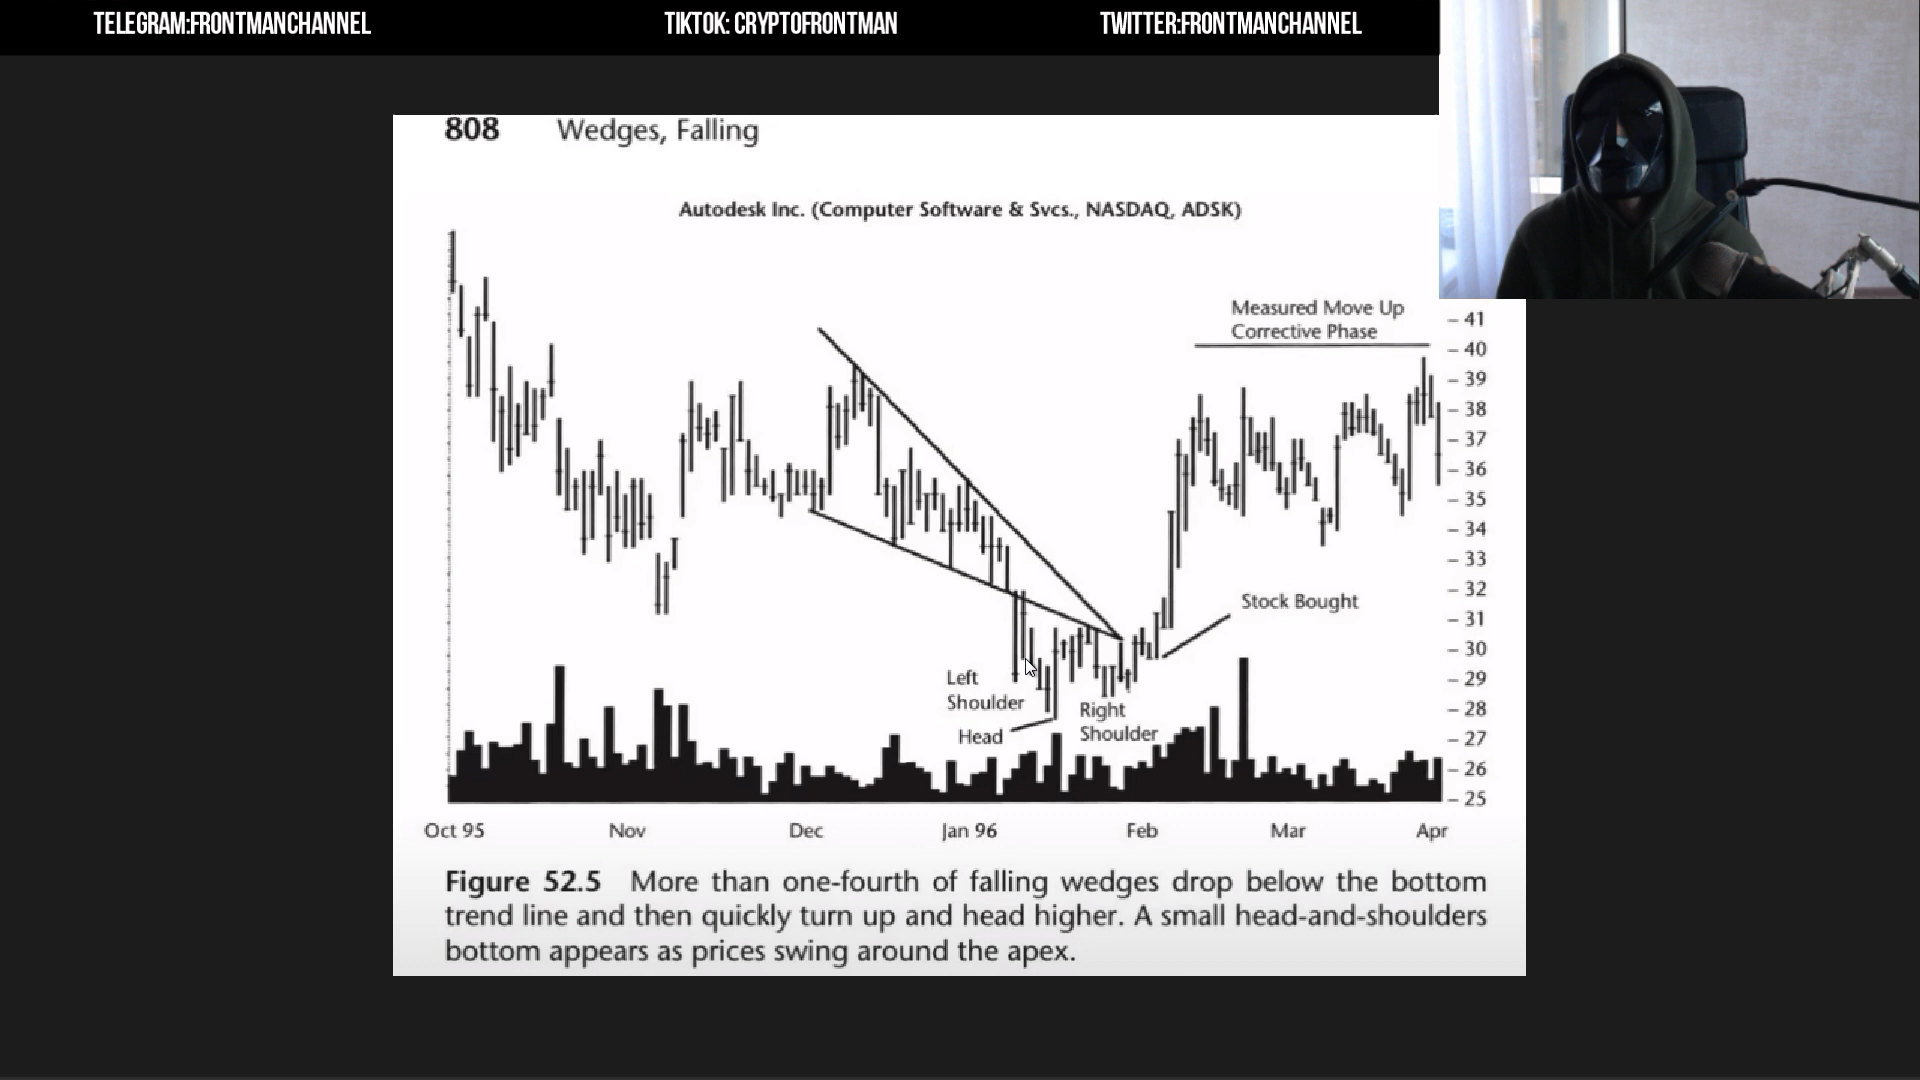 TELEGRAM:FRONTMANCHANNEL
TIKTOK: CRYPTOFRONTMAN
TWITTER:FRONTMANCHANNEL
808 Wedges, Falling
Autodesk Inc. (Computer Software & Svcs., NASDAQ, ADSK)
Measured Move Up
Corrective Phase
41
40
39
38
37
36
35
34
33
32
31
30
29
28
27
26
25
Stock Bought
Left
Shoulder
Head
Right
Shoulder
Oct 95 Nov Dec Jan 96 Feb Mar Apr
Figure 52.5 More than one-fourth of falling wedges drop below the bottom
trend line and then quickly turn up and head higher. A small head-and-shoulders
bottom appears as prices swing around the apex.